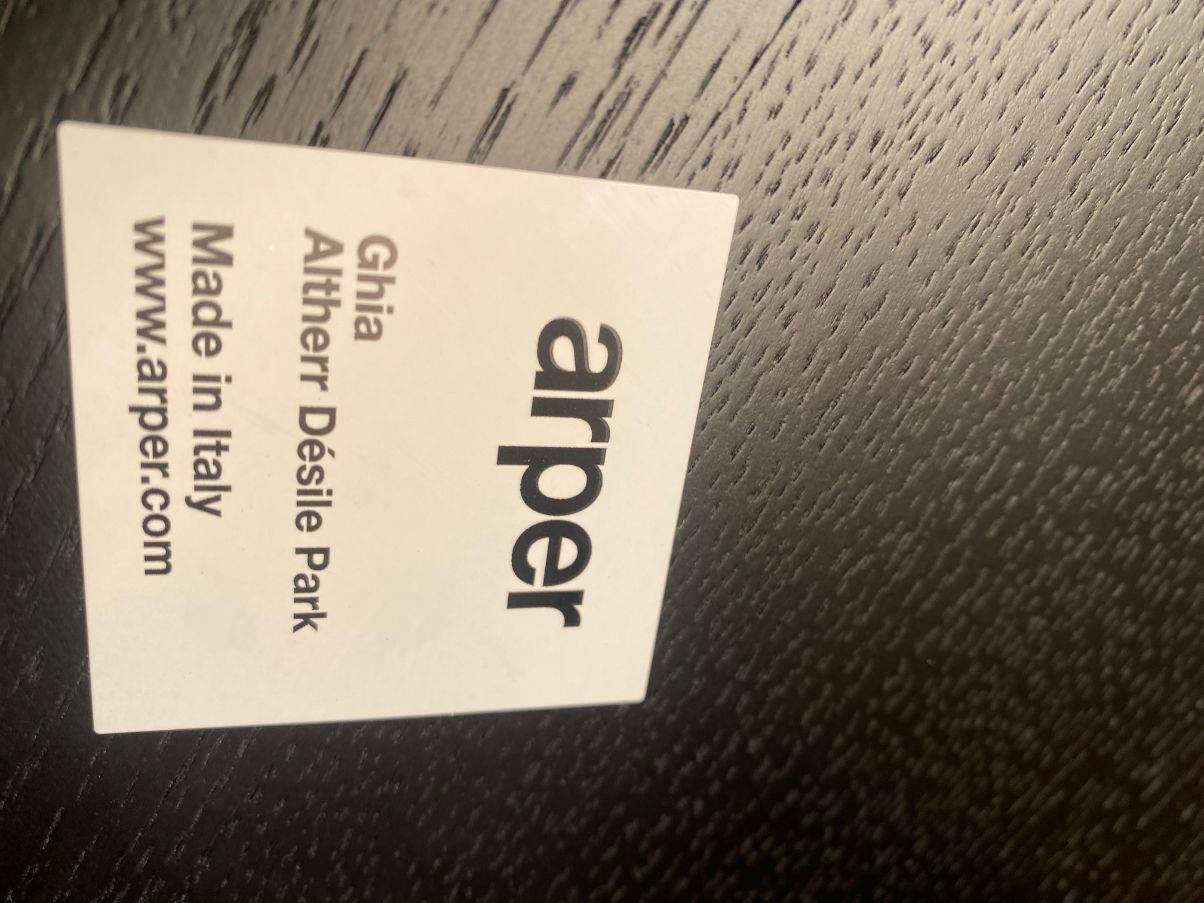 arper
Ghia
Altherr Désile Park
Made in Italy
www.arper.com